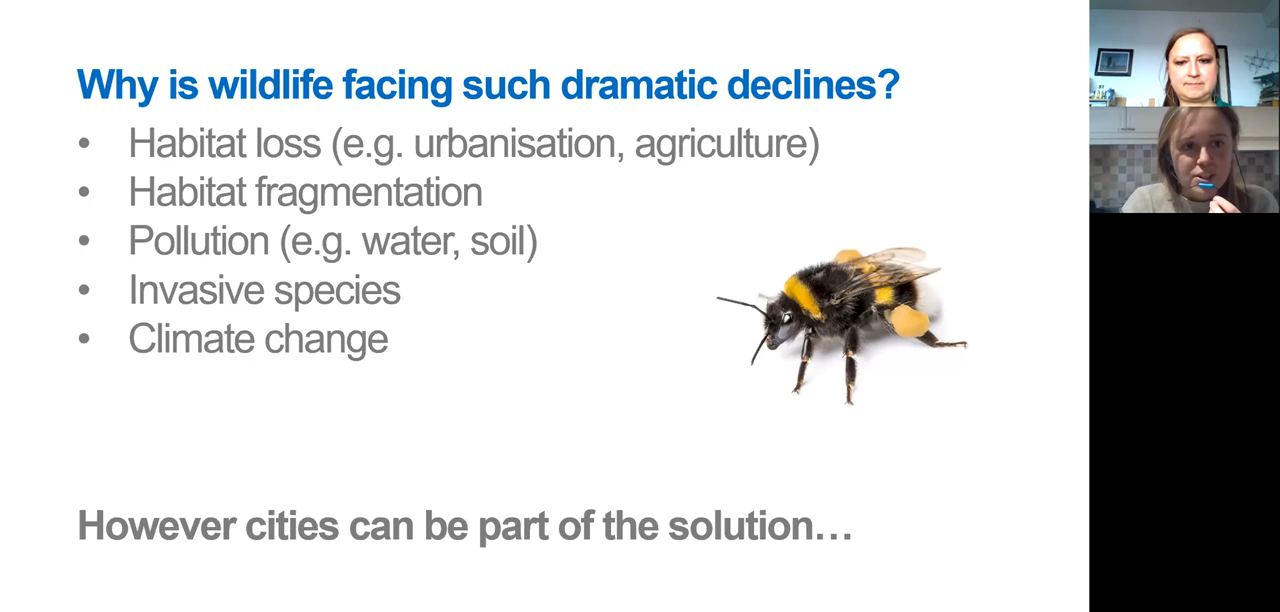 Why is wildlife facing such dramatic declines?
• Habitat loss (e.g. urbanisation, agriculture)
• Habitat fragmentation
• Pollution (e.g. water, soil)
• Invasive species
• Climate change
However cities can be part of the solution…